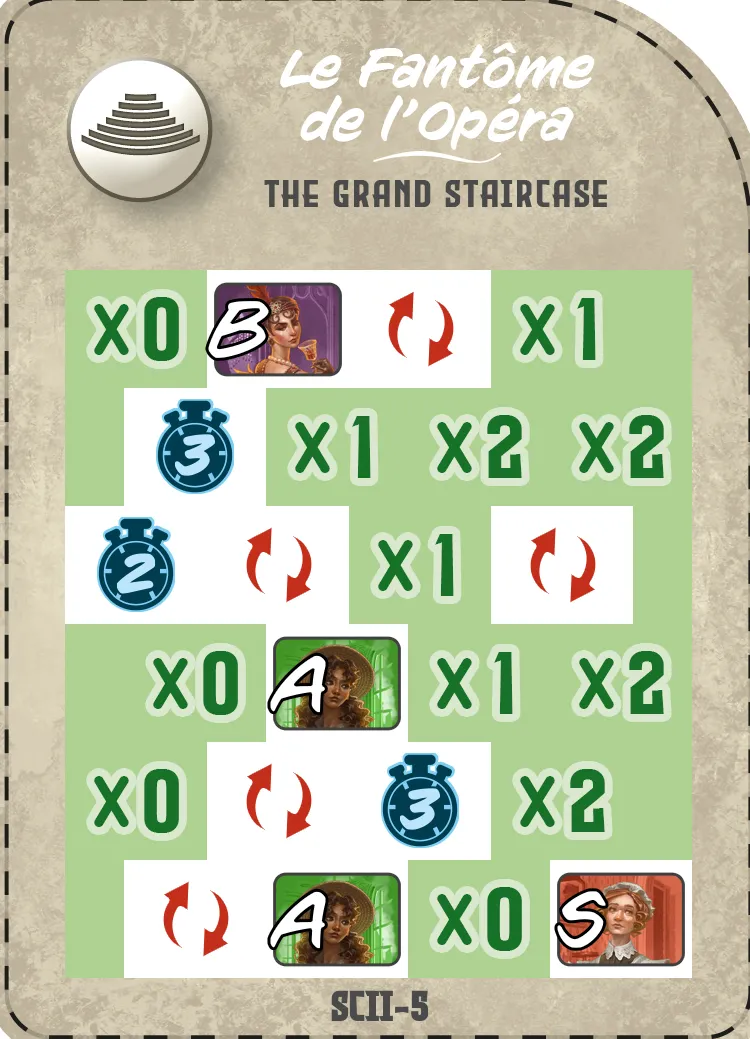 Le Fantôme
de l'Opéra
THE GRAND STAIRCASE
x0 B x1
3 x1 x2 x2
2 x1
x0 A x1 x2
x0 3 x2
A x0 S
SCII-5